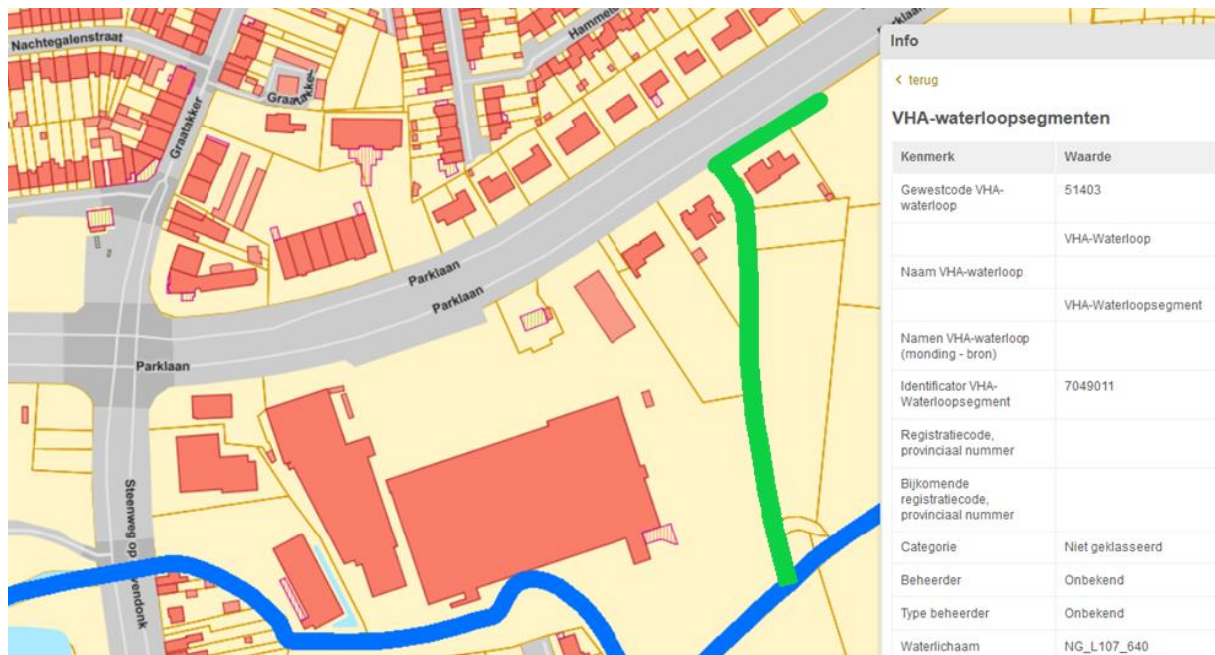 Nachtegalenstraat
Graatakker
Graatakker
Parklaan
Parklaan
Parklaan
Steenweg op
vendonk
Info
< terug
VHA-waterloopsegmenten
Kenmerk Waarde
Gewestcode VHA- 51403
waterloop
VHA-Waterloop
Naam VHA-waterloop
VHA-Waterloopsegment
Namen VHA-waterloop
(monding - bron)
Identificator VHA- 7049011
Waterloopsegment
Registratiecode,
provinciaal nummer
Bijkomende
registratiecode,
provinciaal nummer
Categorie Niet geklasseerd
Beheerder Onbekend
Type beheerder Onbekend
Waterlichaam NG_L107_640